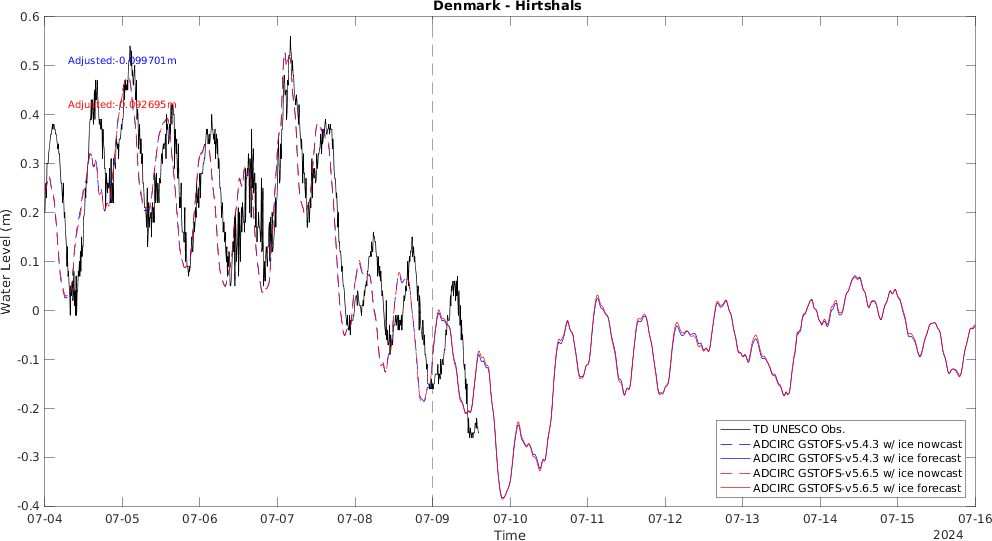 Denmark - Hirtshals
0.6
0.5
0.4
0.3
0.2
0.1
0
-0.1
-0.2
-0.3
-0.4
Water Level (m)
Adjusted:-0.099701m
Adjusted:-0.092695m
TD UNESCO Obs.
ADCIRC GSTOFS-v5.4.3 w/ ice nowcast
ADCIRC GSTOFS-v5.4.3 w/ ice forecast
ADCIRC GSTOFS-v5.6.5 w/ ice nowcast
ADCIRC GSTOFS-v5.6.5 w/ ice forecast
07-04 07-05 07-06 07-07 07-08 07-09 07-10 07-11 07-12 07-13 07-14 07-15 07-16
Time
2024